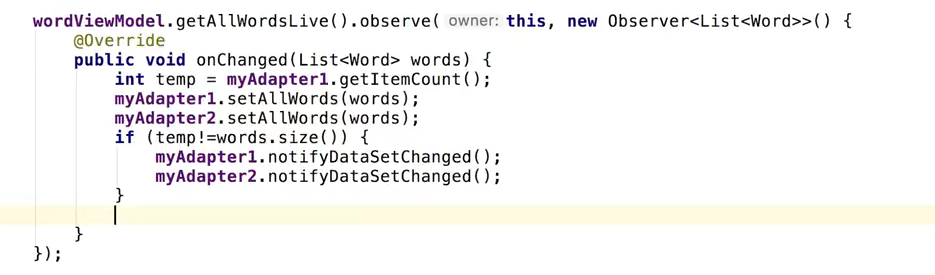 wordViewModel.getAllWordsLive().observe( owner: this, new Observer<List<Word>>() {
@Override
public void onChanged(List<Word> words) {
int temp = myAdapter1.getItemCount();
myAdapter1.setAllWords(words);
myAdapter2.setAllWords(words);
if (temp!=words.size()) {
myAdapter1.notifyDataSetChanged();
myAdapter2.notifyDataSetChanged();
}
}
});